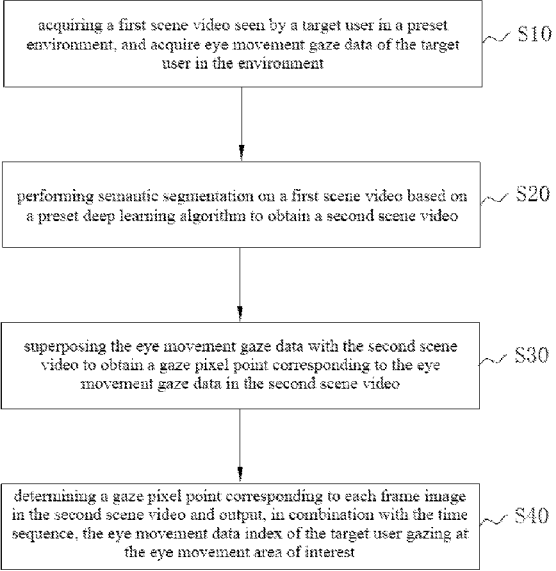 acquiring a first scene video seen by a target user in a preset
environment, and acquire eye movement gaze data of the target
user in the environment
S10
performing semantic segmentation on a first scene video based on
a preset deep learning algorithm to obtain a second scene video
S20
superposing the eye movement gaze data with the second scene
video to obtain a gaze pixel point corresponding to the eye
movement gaze data in the second scene video
S30
determining a gaze pixel point corresponding to each frame image
in the second scene video and output, in combination with the time
sequence, the eye movement data index of the target user gazing at
the eye movement area of interest
S40